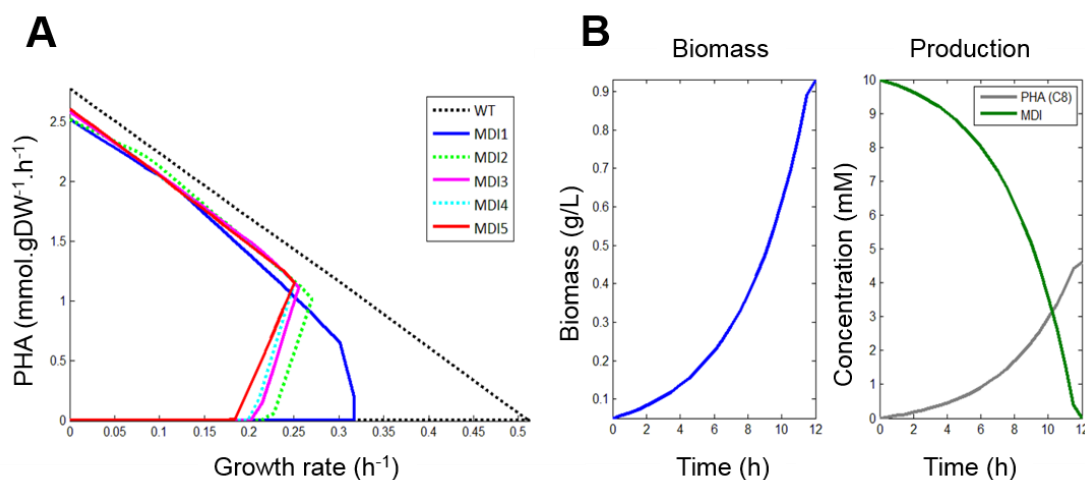 A
PHA (mmol.gDW-1.h-1)
2.5
2
1.5
1
0.5
0
0 0.05 0.1 0.15 0.2 0.25 0.3 0.35 0.4 0.45 0.5
Growth rate (h-1)
WT
MDI1
MDI2
MDI3
MDI4
MDI5
B
Biomass
Biomass (g/L)
0.9
0.8
0.7
0.6
0.5
0.4
0.3
0.2
0.1
0 2 4 6 8 10 12
Time (h)
Production
Concentration (mM)
10
9
8
7
6
5
4
3
2
1
0
0 2 4 6 8 10 12
Time (h)
PHA (C8)
MDI